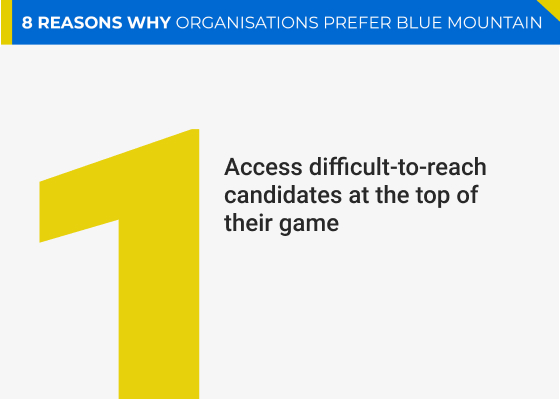 8 REASONS WHY ORGANISATIONS PREFER BLUE MOUNTAIN
1
Access difficult-to-reach
candidates at the top of
their game